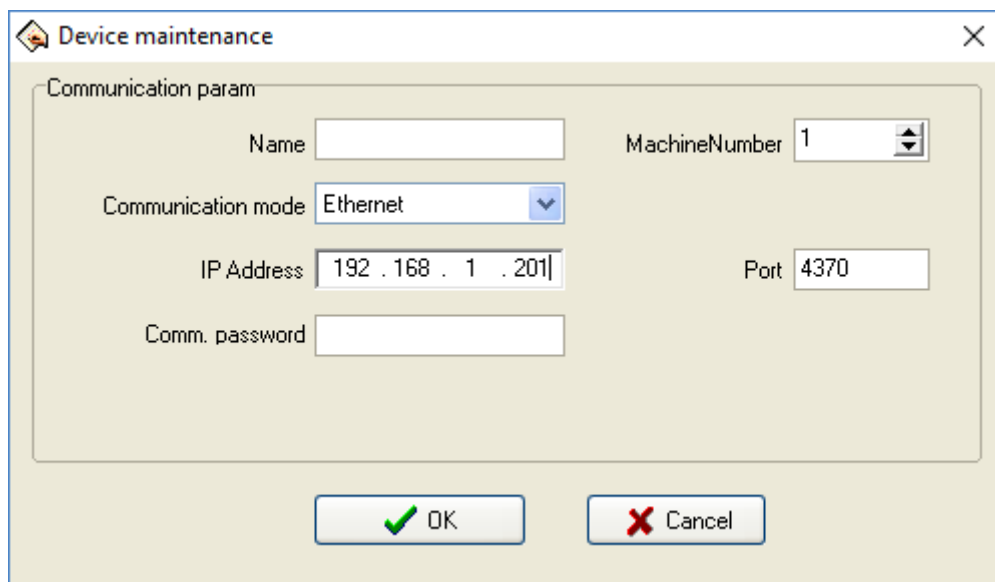 Device maintenance
Communication param
Name
MachineNumber 1
Communication mode Ethernet
IP Address 192 . 168 . 1 . 201
Port 4370
Comm. password
OK
Cancel